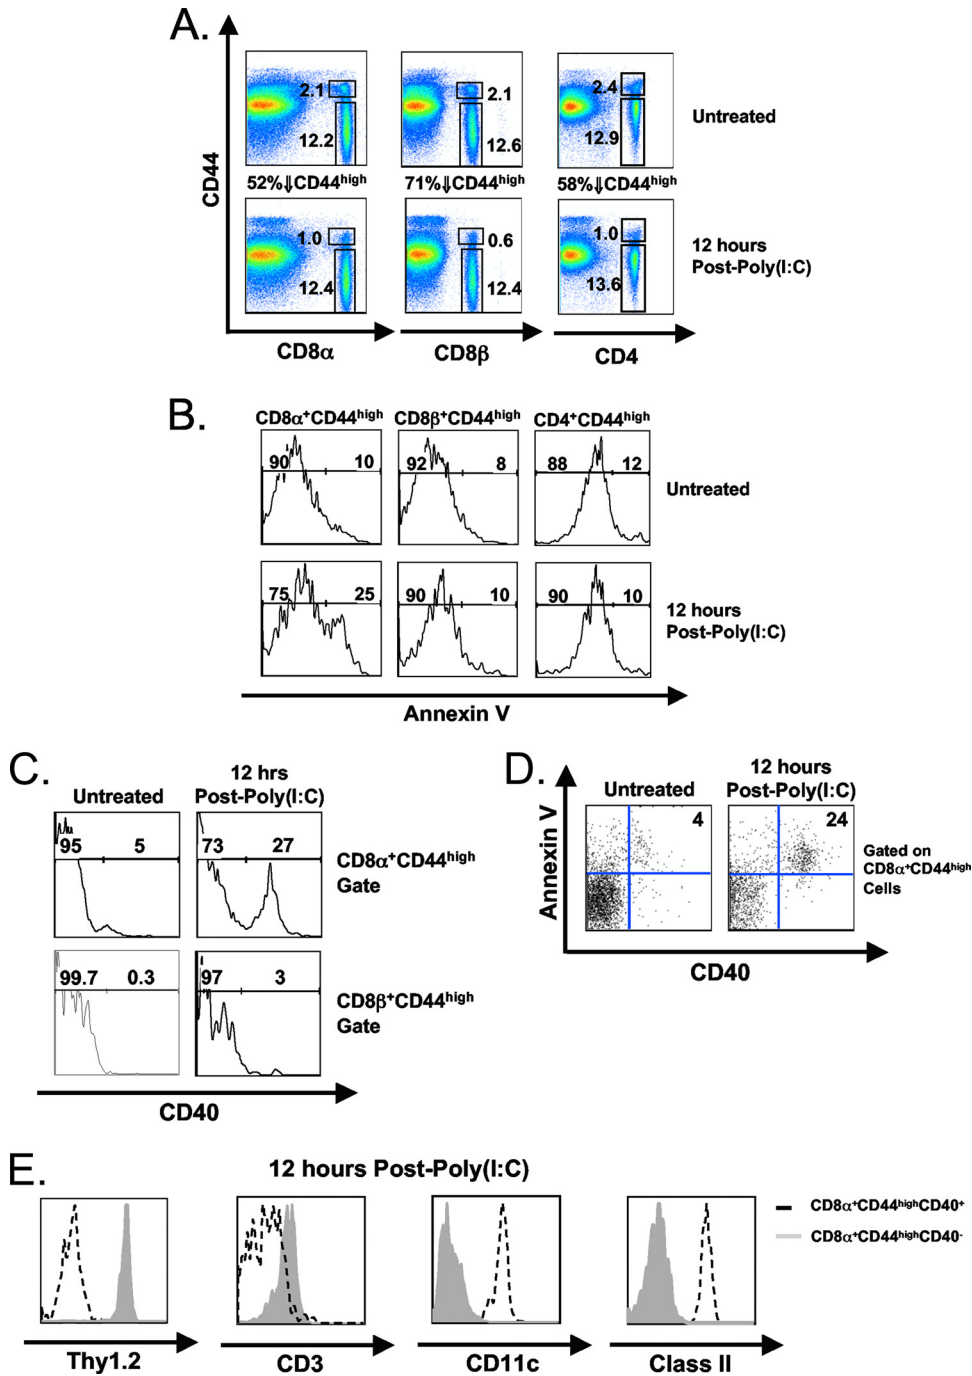 A.
CD44
2.1
12.2
2.1
12.6
2.4
12.9
Untreated
52%⇓CD44high
71%⇓CD44high
58%⇓CD44high
1.0
12.4
0.6
12.4
1.0
13.6
12 hours
Post-Poly(I:C)
CD8α
CD8β
CD4
B.
CD8α+CD44high
CD8β+CD44high
CD4+CD44high
90 10
92 8
88 12
Untreated
75 25
90 10
90 10
12 hours
Post-Poly(I:C)
Annexin V
C.
Untreated
12 hrs
Post-Poly(I:C)
95 5
73 27
CD8α+CD44high
Gate
99.7 0.3
97 3
CD8β+CD44high
Gate
CD40
D.
Annexin V
Untreated
12 hours
Post-Poly(I:C)
4
24
Gated on
CD8α+CD44high
Cells
CD40
E.
12 hours Post-Poly(I:C)
CD8α+CD44highCD40+
CD8α+CD44highCD40-
Thy1.2
CD3
CD11c
Class II